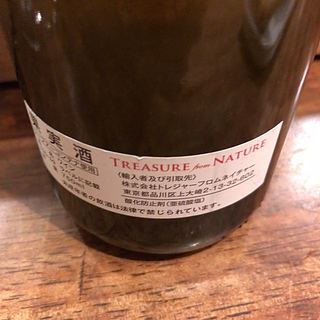 果実酒
TREASURE from NATURE
〈輸入者及び引取先〉
株式会社トレジャーフロムネイチャー
東京都品川区上大崎2-13-32-602
酸化防止剤(亜硫酸塩)
750ml
未成年者の飲酒は法律で禁じられています。